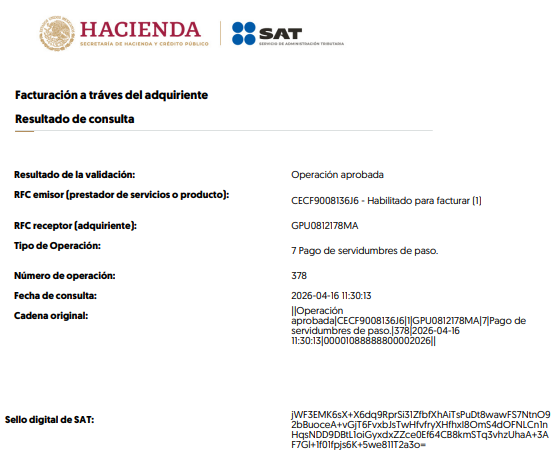 HACIENDA
SECRETARÍA DE HACIENDA Y CRÉDITO PÚBLICO
SAT
SERVICIO DE ADMINISTRACIÓN TRIBUTARIA
Facturación a tráves del adquiriente
Resultado de consulta
Resultado de la validación: Operación aprobada
RFC emisor (prestador de servicios o producto): CECF9008136J6 - Habilitado para facturar (1)
RFC receptor (adquiriente): GPU0812178MA
Tipo de Operación: 7 Pago de servidumbres de paso.
Número de operación: 378
Fecha de consulta: 2026-04-16 11:30:13
Cadena original: ||Operación
aprobada|CECF9008136J6|1|GPU0812178MA|7|Pago de
servidumbres de paso.|378|2026-04-16
11:30:13|00001088888800002026||
Sello digital de SAT: jWF3EMK6sX+X6dq9RprSi31ZfbfXhAiTsPuDt8wawFS7NtnO9
2bBuoceA+vGjT6FvxbJsTwHfvfryXHfhxI8OmS4dOFNLCn1n
HqsNDD9DBtL1oiGyxdxZZce0Ef64CB8kmSTq3vhzUhaA+3A
F7GI+1f01fpjs6K+5we811T2a3o=